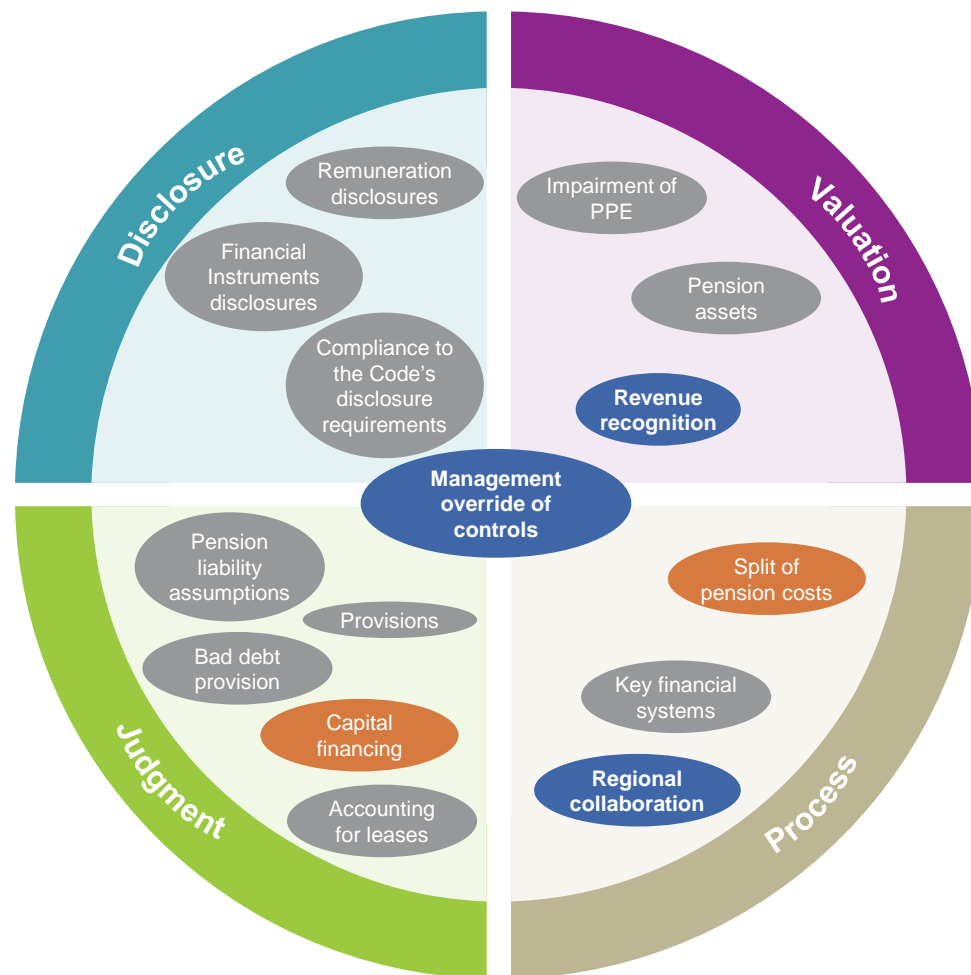 Disclosure
Remuneration
disclosures
Financial
Instruments
disclosures
Compliance to
the Code’s
disclosure
requirements
Valuation
Impairment of
PPE
Pension
assets
Revenue
recognition
Management
override of
controls
Judgment
Pension
liability
assumptions
Provisions
Bad debt
provision
Capital
financing
Accounting
for leases
Process
Split of
pension costs
Key financial
systems
Regional
collaboration